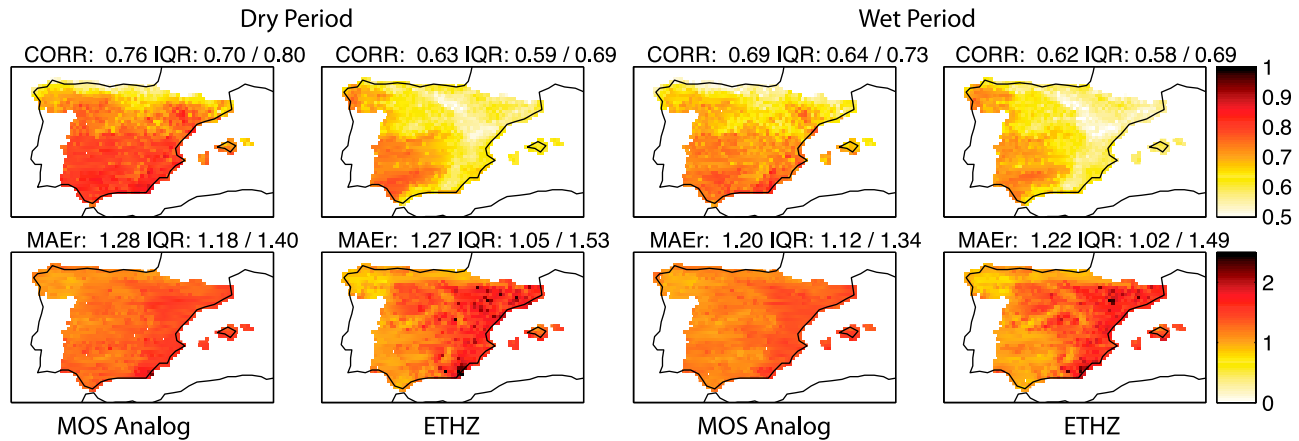 Dry Period
Wet Period
CORR: 0.76 IQR: 0.70 / 0.80
CORR: 0.63 IQR: 0.59 / 0.69
CORR: 0.69 IQR: 0.64 / 0.73
CORR: 0.62 IQR: 0.58 / 0.69
1
0.9
0.8
0.7
0.6
0.5
MAEr: 1.28 IQR: 1.18 / 1.40
MAEr: 1.27 IQR: 1.05 / 1.53
MAEr: 1.20 IQR: 1.12 / 1.34
MAEr: 1.22 IQR: 1.02 / 1.49
2
1
0
MOS Analog
ETHZ
MOS Analog
ETHZ